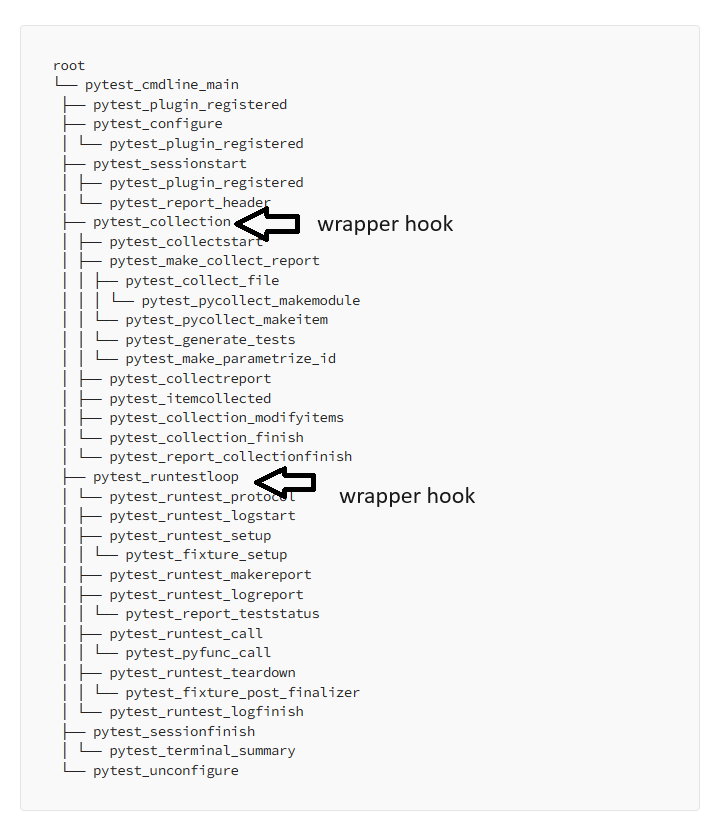 root
└── pytest_cmdline_main
 ├── pytest_plugin_registered
 ├── pytest_configure
 │ └── pytest_plugin_registered
 ├── pytest_sessionstart
 │ ├── pytest_plugin_registered
 │ └── pytest_report_header
 ├── pytest_collection wrapper hook
 │ ├── pytest_collectstart
 │ ├── pytest_make_collect_report
 │ │ ├── pytest_collect_file
 │ │ │ └── pytest_pycollect_makemodule
 │ │ └── pytest_pycollect_makeitem
 │ │ └── pytest_generate_tests
 │ │ └── pytest_make_parametrize_id
 │ ├── pytest_collectreport
 │ ├── pytest_itemcollected
 │ ├── pytest_collection_modifyitems
 │ └── pytest_collection_finish
 │ └── pytest_report_collectionfinish
 ├── pytest_runtestloop
 │ └── pytest_runtest_protocol wrapper hook
 │ ├── pytest_runtest_logstart
 │ ├── pytest_runtest_setup
 │ │ └── pytest_fixture_setup
 │ ├── pytest_runtest_makereport
 │ ├── pytest_runtest_logreport
 │ │ └── pytest_report_teststatus
 │ ├── pytest_runtest_call
 │ │ └── pytest_pyfunc_call
 │ ├── pytest_runtest_teardown
 │ │ └── pytest_fixture_post_finalizer
 │ └── pytest_runtest_logfinish
 ├── pytest_sessionfinish
 │ └── pytest_terminal_summary
 └── pytest_unconfigure